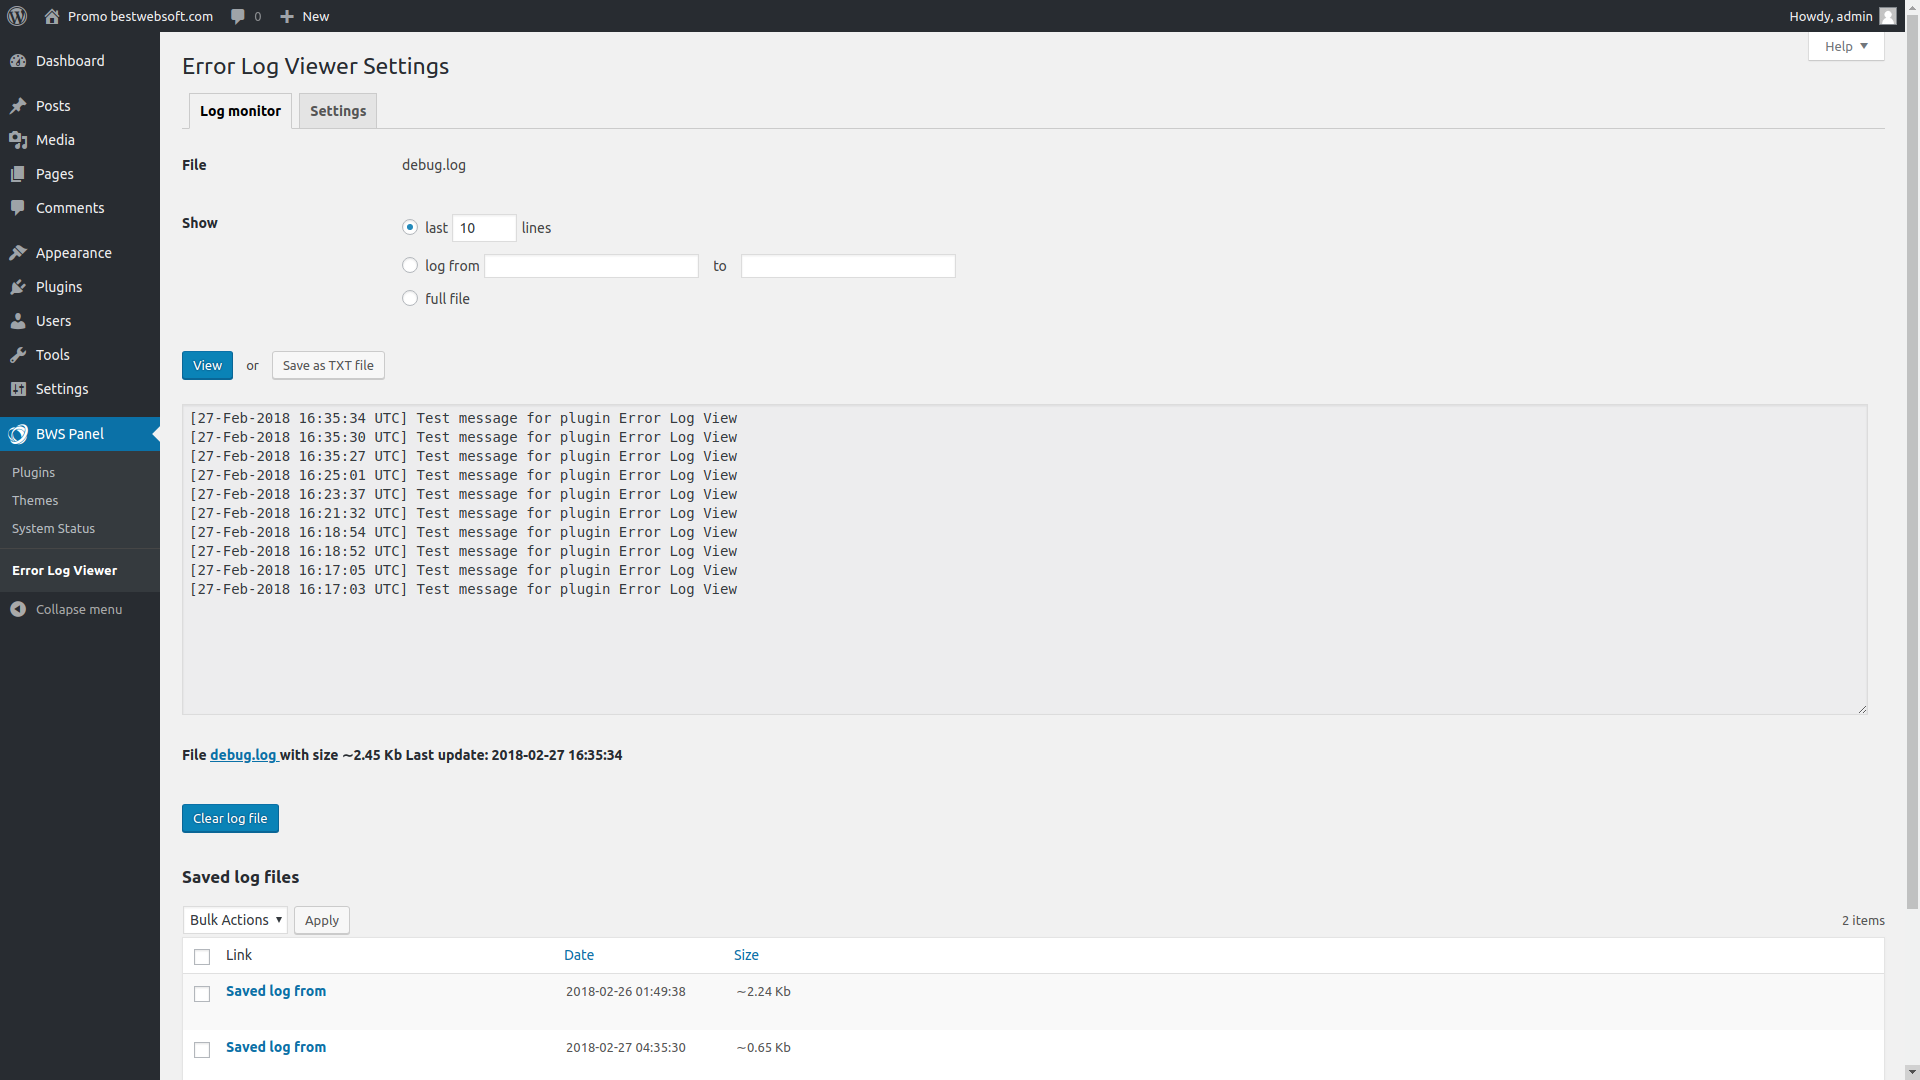 Promo bestwebsoft.com 0 New Howdy, admin
Help ▼
Dashboard
Posts
Media
Pages
Comments
Appearance
Plugins
Users
Tools
Settings
BWS Panel
Plugins
Themes
System Status
Error Log Viewer
Collapse menu
Error Log Viewer Settings
Log monitor Settings
File debug.log
Show last 10 lines
log from to
full file
View or Save as TXT file
[27-Feb-2018 16:35:34 UTC] Test message for plugin Error Log View
[27-Feb-2018 16:35:30 UTC] Test message for plugin Error Log View
[27-Feb-2018 16:35:27 UTC] Test message for plugin Error Log View
[27-Feb-2018 16:25:01 UTC] Test message for plugin Error Log View
[27-Feb-2018 16:23:37 UTC] Test message for plugin Error Log View
[27-Feb-2018 16:21:32 UTC] Test message for plugin Error Log View
[27-Feb-2018 16:18:54 UTC] Test message for plugin Error Log View
[27-Feb-2018 16:18:52 UTC] Test message for plugin Error Log View
[27-Feb-2018 16:17:05 UTC] Test message for plugin Error Log View
[27-Feb-2018 16:17:03 UTC] Test message for plugin Error Log View
File debug.log with size ~2.45 Kb Last update: 2018-02-27 16:35:34
Clear log file
Saved log files
Bulk Actions ▾ Apply 2 items
Link Date Size
Saved log from 2018-02-26 01:49:38 ~2.24 Kb
Saved log from 2018-02-27 04:35:30 ~0.65 Kb